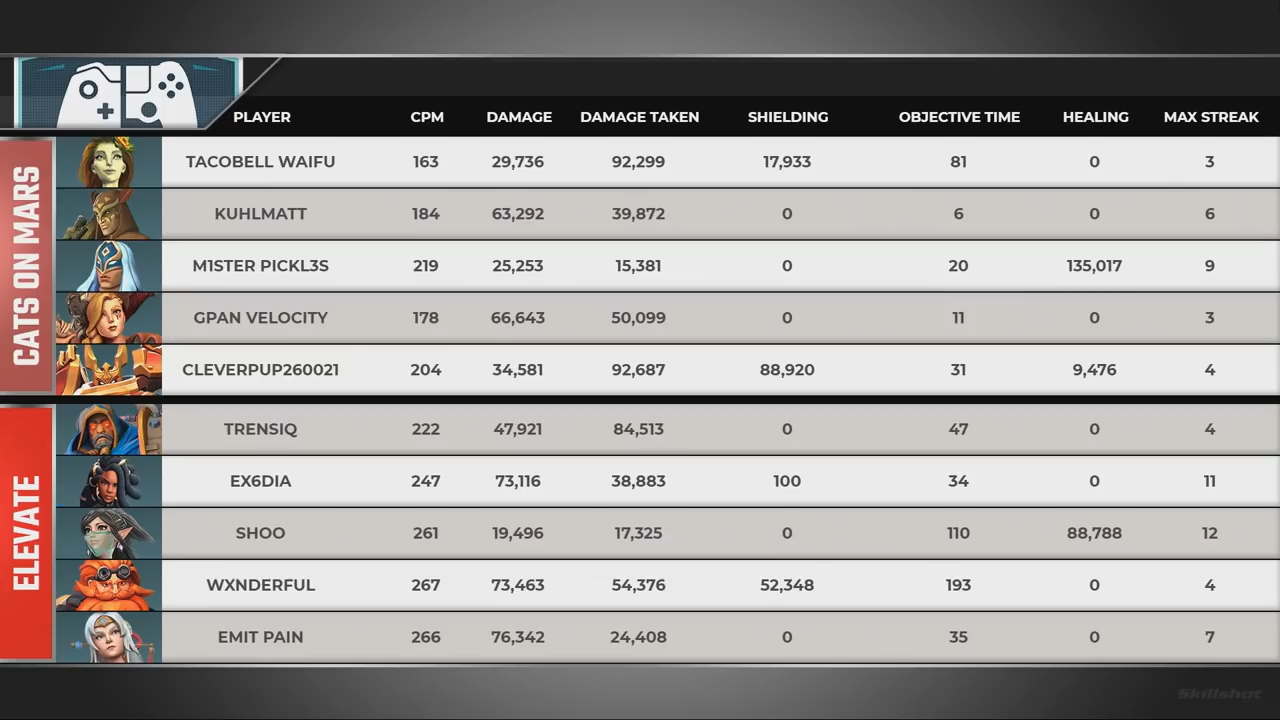 PLAYER CPM DAMAGE DAMAGE TAKEN SHIELDING OBJECTIVE TIME HEALING MAX STREAK
CATS ON MARS
TACOBELL WAIFU 163 29,736 92,299 17,933 81 0 3
KUHLMATT 184 63,292 39,872 0 6 0 6
M1STER PICKL3S 219 25,253 15,381 0 20 135,017 9
GPAN VELOCITY 178 66,643 50,099 0 11 0 3
CLEVERPUP260021 204 34,581 92,687 88,920 31 9,476 4
ELEVATE
TRENSIQ 222 47,921 84,513 0 47 0 4
EX6DIA 247 73,116 38,883 100 34 0 11
SHOO 261 19,496 17,325 0 110 88,788 12
WXNDERFUL 267 73,463 54,376 52,348 193 0 4
EMIT PAIN 266 76,342 24,408 0 35 0 7
Skillshot